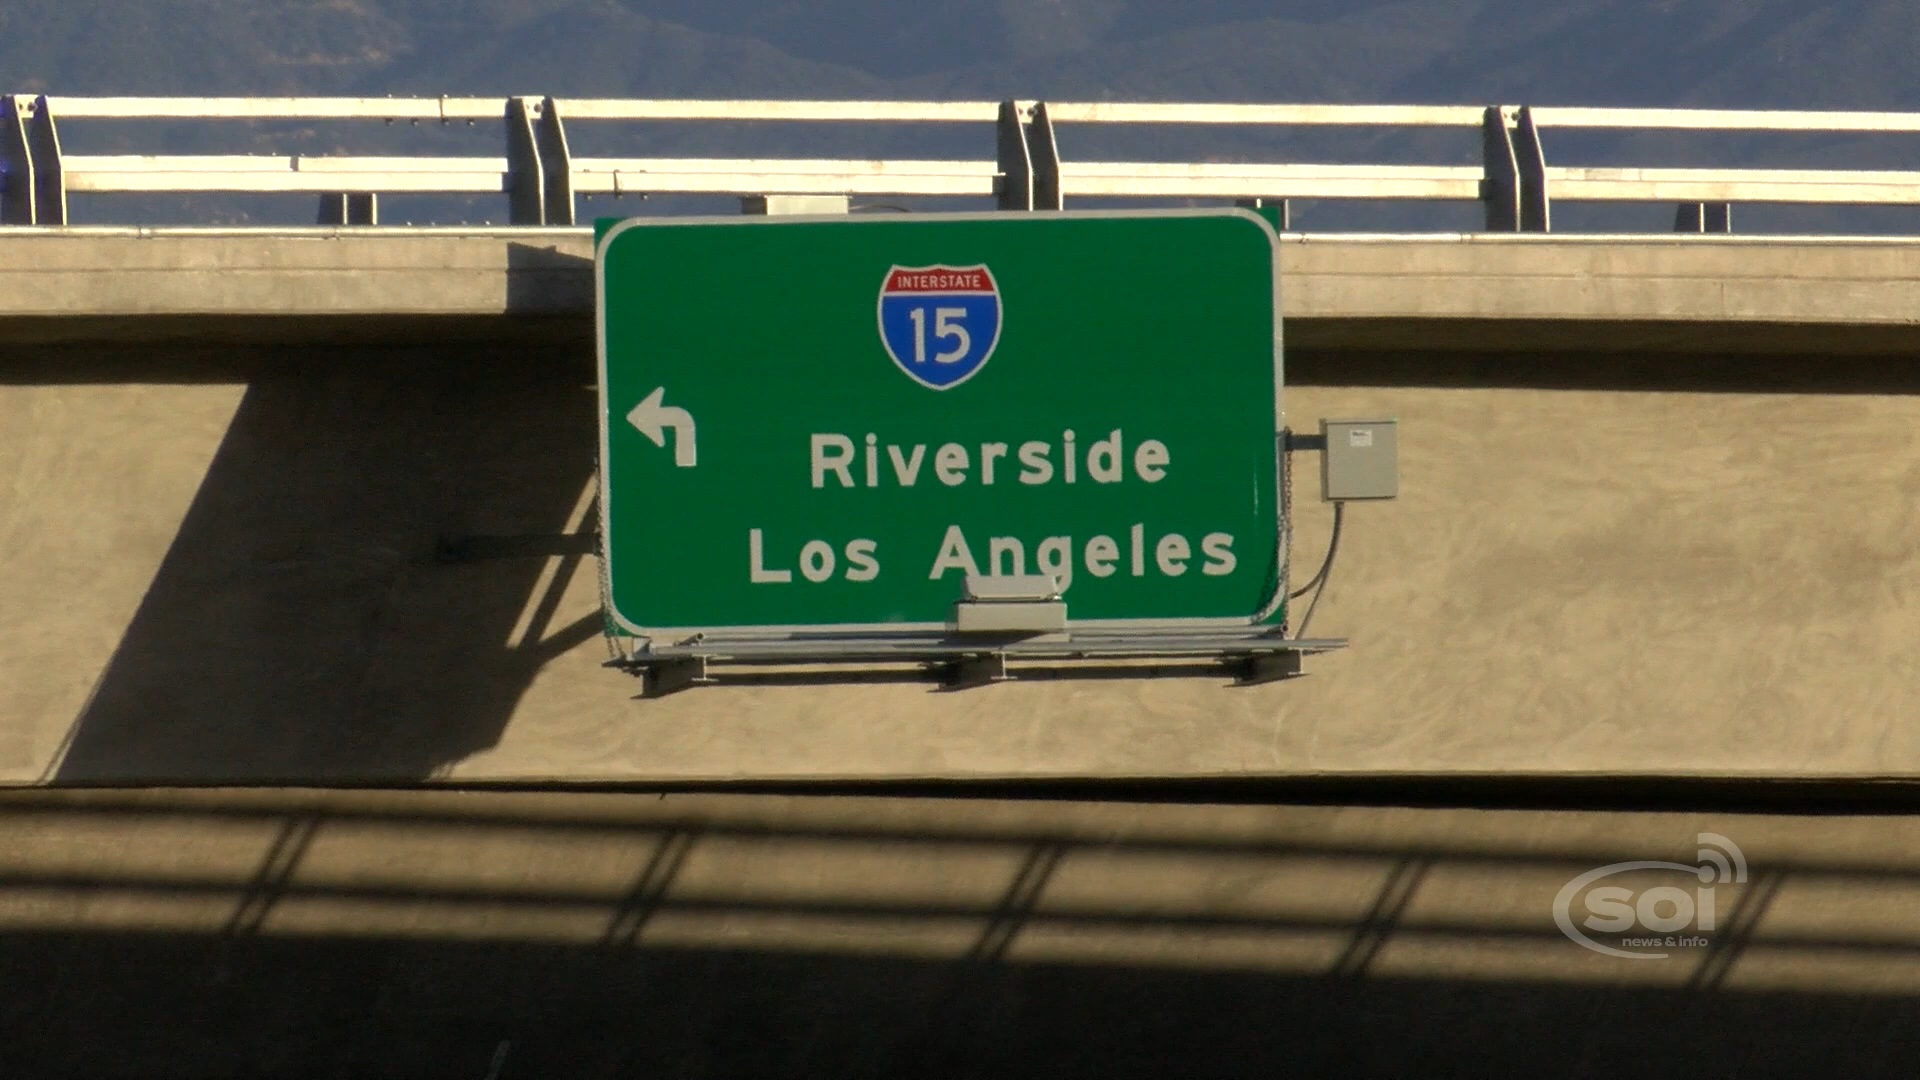 INTERSTATE
15
Riverside
Los Angeles
soi
news & info